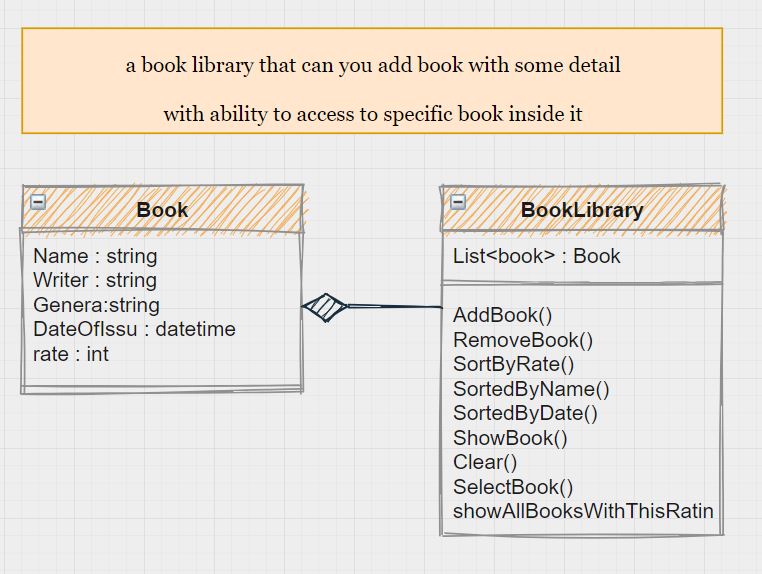 a book library that can you add book with some detail
with ability to access to specific book inside it
Book
Name : string
Writer : string
Genera:string
DateOfIssu : datetime
rate : int
BookLibrary
List<book> : Book
AddBook()
RemoveBook()
SortByRate()
SortedByName()
SortedByDate()
ShowBook()
Clear()
SelectBook()
showAllBooksWithThisRatin